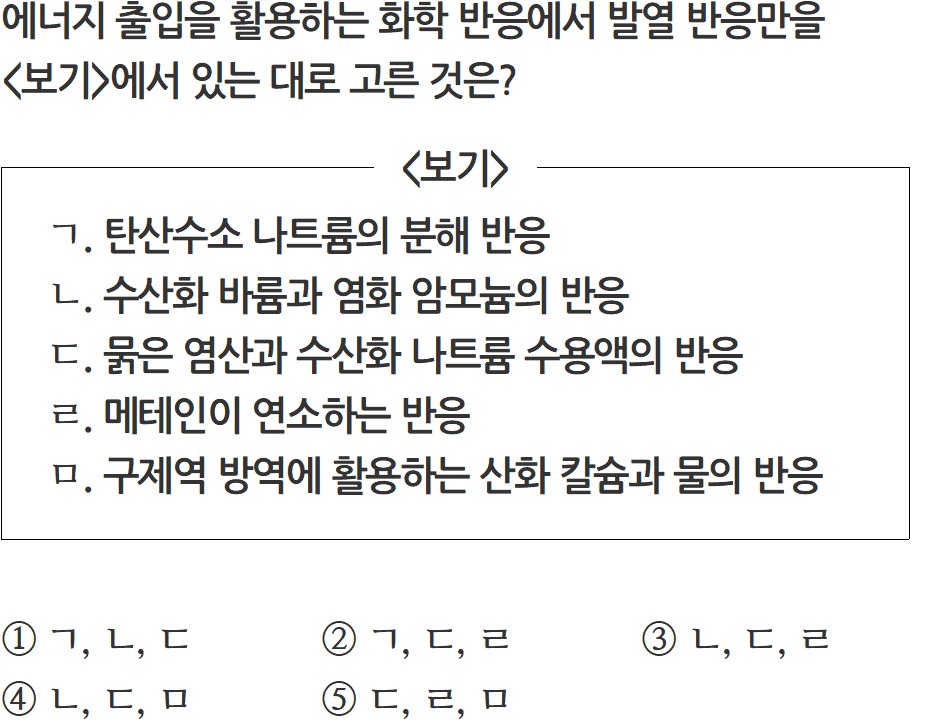 에너지 출입을 활용하는 화학 반응에서 발열 반응만을
<보기>에서 있는 대로 고른 것은?
<보기>
ㄱ. 탄산수소 나트륨의 분해 반응
ㄴ. 수산화 바륨과 염화 암모늄의 반응
ㄷ. 묽은 염산과 수산화 나트륨 수용액의 반응
ㄹ. 메테인이 연소하는 반응
ㅁ. 구제역 방역에 활용하는 산화 칼슘과 물의 반응
① ㄱ, ㄴ, ㄷ ② ㄱ, ㄷ, ㄹ ③ ㄴ, ㄷ, ㄹ
④ ㄴ, ㄷ, ㅁ ⑤ ㄷ, ㄹ, ㅁ